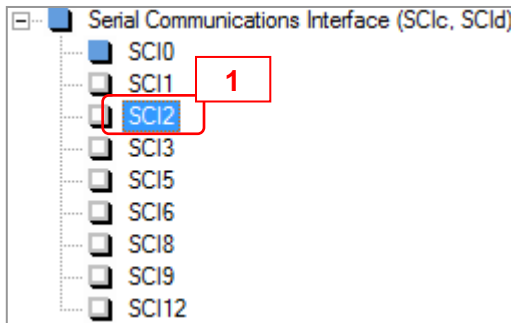 Serial Communications Interface (SCIc, SCId)
SCI0
SCI1
1
SCI2
SCI3
SCI5
SCI6
SCI8
SCI9
SCI12